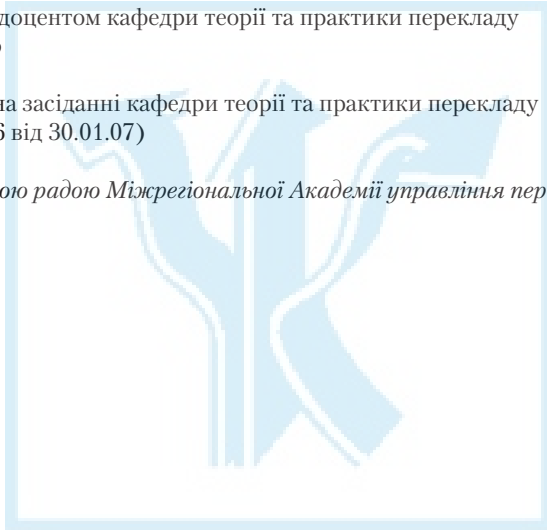 доцентом кафедри теорії та практики перекладу
на засіданні кафедри теорії та практики перекладу
6 від 30.01.07)
ою радою Міжрегіональної Академії управління пер